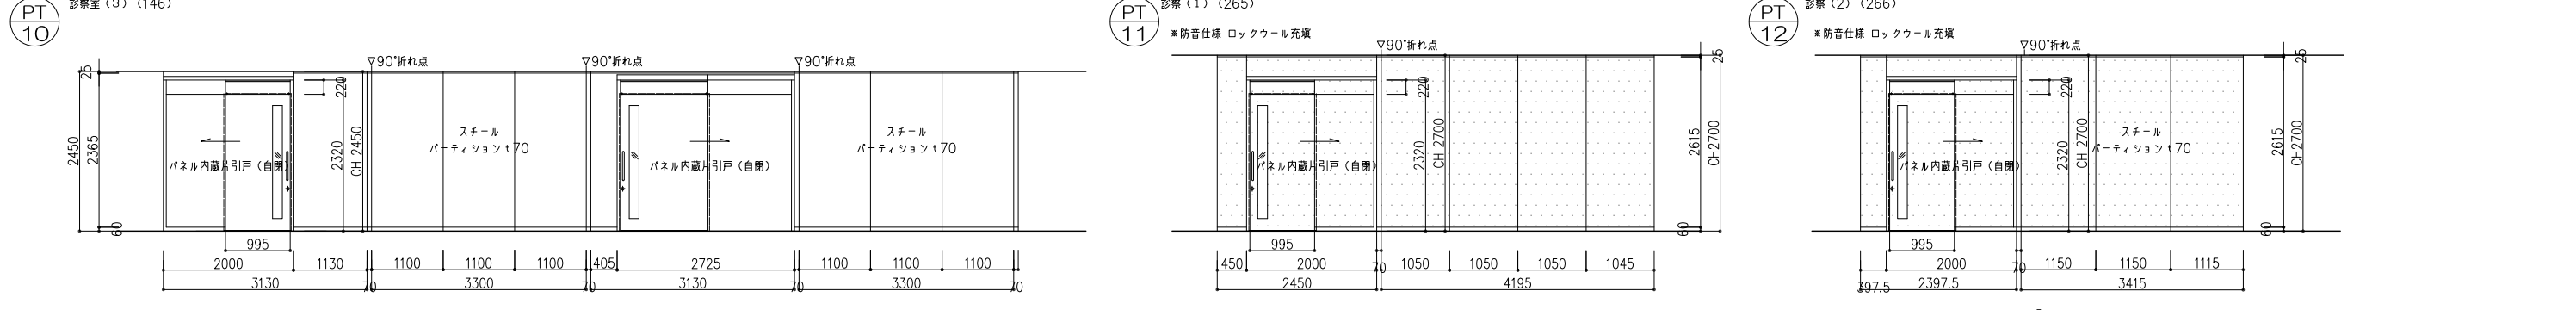 PT
10
診察室（3）（146）
▽90°折れ点
▽90°折れ点
▽90°折れ点
25
2450
2365
60
220
2320
CH 2450
スチール
パーティションｔ70
スチール
パーティションｔ70
パネル内蔵片引戸（自閉）
パネル内蔵片引戸（自閉）
995
2000
1130
1100
1100
1100
405
2725
1100
1100
1100
3130
70
3300
70
3130
70
3300
70
PT
11
診察（1）（265）
※防音仕様 ロックウール充填
▽90°折れ点
25
220
2320
CH 2700
2615
CH2700
60
パネル内蔵片引戸（自閉）
995
450
2000
70
1050
1050
1050
1045
2450
4195
PT
12
診察（2）（266）
※防音仕様 ロックウール充填
▽90°折れ点
25
220
2320
CH 2700
スチール
パーティションｔ70
2615
CH2700
60
パネル内蔵片引戸（自閉）
995
2000
70
1150
1150
1115
397.5
2397.5
3415